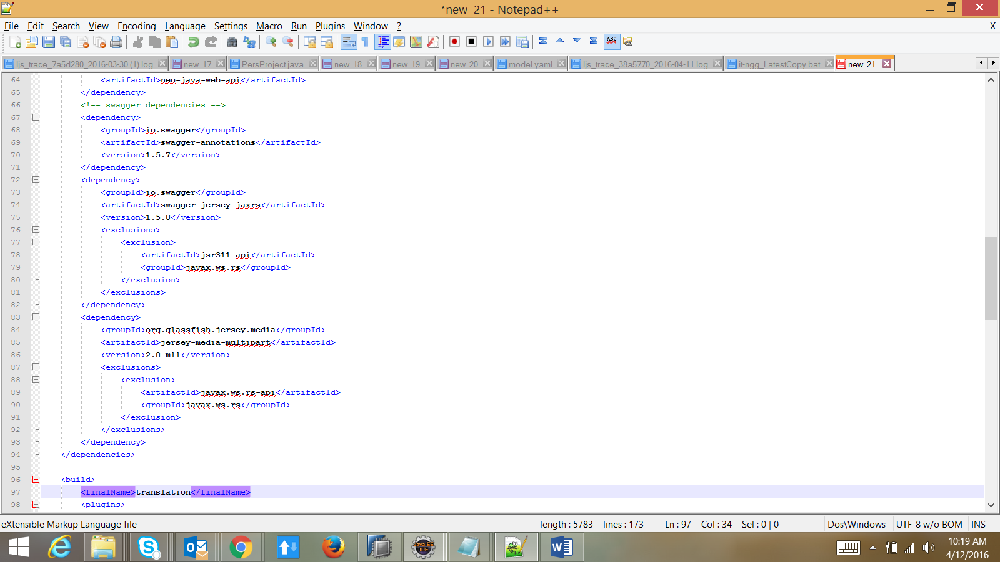 *new  21 - Notepad++
File Edit Search View Encoding Language Settings Macro Run Plugins Window ? X
ABC
ljs_trace_7a5d280_2016-03-30 (1).log new 17 PersProject.java new 18 new 19 new 20 model.yaml ljs_trace_38a5770_2016-04-11.log it-ngg_LatestCopy.bat new 21
64 <artifactId>neo-java-web-api</artifactId>
65 </dependency>
66 <!-- swagger dependencies -->
67 <dependency>
68 <groupId>io.swagger</groupId>
69 <artifactId>swagger-annotations</artifactId>
70 <version>1.5.7</version>
71 </dependency>
72 <dependency>
73 <groupId>io.swagger</groupId>
74 <artifactId>swagger-jersey-jaxrs</artifactId>
75 <version>1.5.0</version>
76 <exclusions>
77 <exclusion>
78 <artifactId>jsr311-api</artifactId>
79 <groupId>javax.ws.rs</groupId>
80 </exclusion>
81 </exclusions>
82 </dependency>
83 <dependency>
84 <groupId>org.glassfish.jersey.media</groupId>
85 <artifactId>jersey-media-multipart</artifactId>
86 <version>2.0-m11</version>
87 <exclusions>
88 <exclusion>
89 <artifactId>javax.ws.rs-api</artifactId>
90 <groupId>javax.ws.rs</groupId>
91 </exclusion>
92 </exclusions>
93 </dependency>
94 </dependencies>
95
96 <build>
97 <finalName>translation</finalName>
98 <plugins>
eXtensible Markup Language file length : 5783 lines : 173 Ln : 97 Col : 34 Sel : 0 | 0 Dos\Windows UTF-8 w/o BOM INS
Java EE
IDE
10:19 AM
4/12/2016